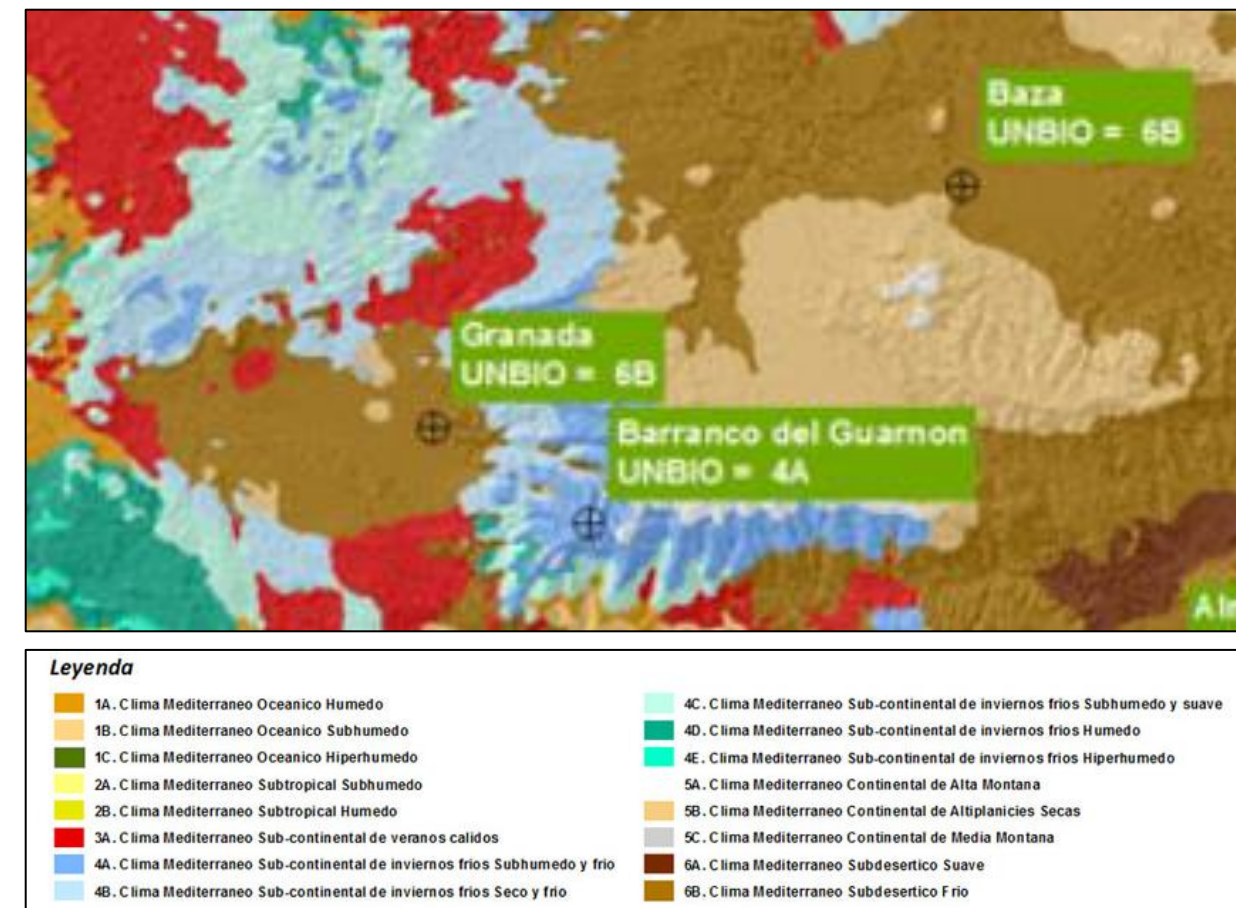 Baza
UNBIO = 6B
Granada
UNBIO = 6B
Barranco del Guarnon
UNBIO = 4A
Leyenda
1A. Clima Mediterraneo Oceanico Humedo
1B. Clima Mediterraneo Oceanico Subhumedo
1C. Clima Mediterraneo Oceanico Hiperhumedo
2A. Clima Mediterraneo Subtropical Subhumedo
2B. Clima Mediterraneo Subtropical Humedo
3A. Clima Mediterraneo Sub-continental de veranos calidos
4A. Clima Mediterraneo Sub-continental de inviernos frios Subhumedo y frio
4B. Clima Mediterraneo Sub-continental de inviernos frios Seco y frio
4C. Clima Mediterraneo Sub-continental de inviernos frios Subhumedo y suave
4D. Clima Mediterraneo Sub-continental de inviernos frios Humedo
4E. Clima Mediterraneo Sub-continental de inviernos frios Hiperhumedo
5A. Clima Mediterraneo Continental de Alta Montana
5B. Clima Mediterraneo Continental de Altiplanicies Secas
5C. Clima Mediterraneo Continental de Media Montana
6A. Clima Mediterraneo Subdesertico Suave
6B. Clima Mediterraneo Subdesertico Frio